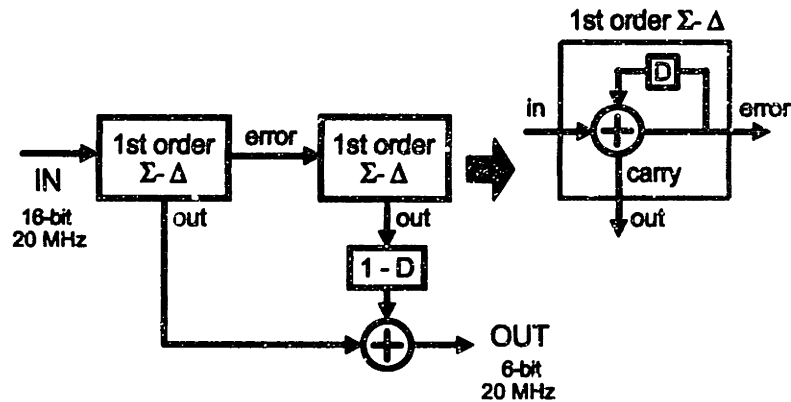 1st order Σ- Δ
D
in
error
carry
out
1st order
Σ- Δ
error
1st order
Σ- Δ
IN
16-bit
20 MHz
out
out
1 - D
OUT
6-bit
20 MHz